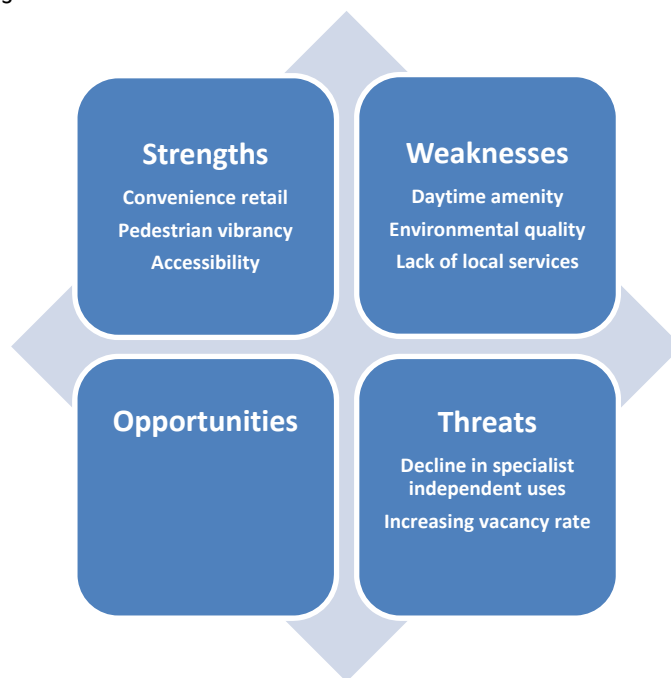 Strengths
Convenience retail
Pedestrian vibrancy
Accessibility
Weaknesses
Daytime amenity
Environmental quality
Lack of local services
Opportunities
Threats
Decline in specialist
independent uses
Increasing vacancy rate